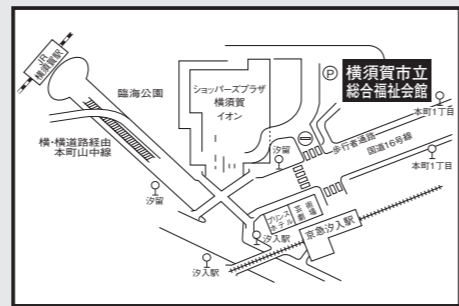 JR
横須賀駅
臨海公園
ショッパーズプラザ
横須賀
イオン
P
横須賀市立
総合福祉会館
本町1丁目
歩行者通路
国道16号線
本町1丁目
汐留
横・横道路経由
本町山中線
汐留
プリンス
ホテル
芸術
劇場
汐入駅
京急汐入駅
汐入駅